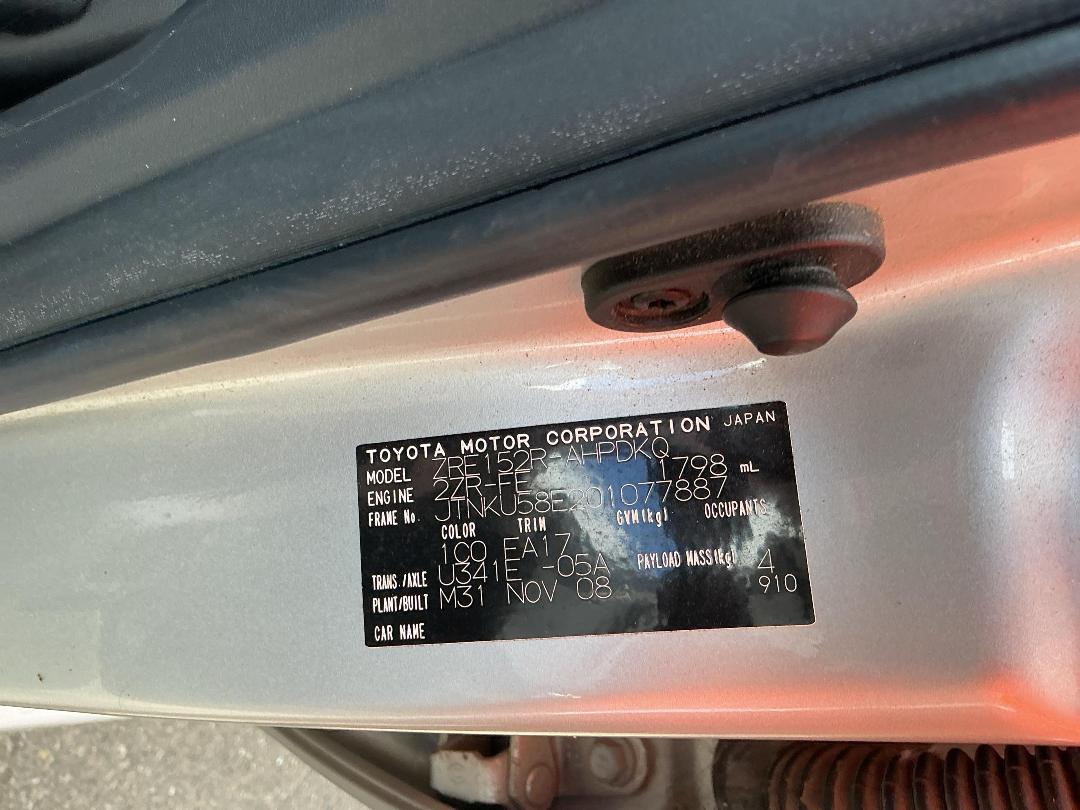 TOYOTA MOTOR CORPORATION JAPAN
MODEL ZRE152R-AHPDKQ
ENGINE 2ZR-FE 1798 mL
FRAME No. JTNKU58E201077887
COLOR TRIM GVM(kg) OCCUPANTS
1C0 EA17
TRANS./AXLE U341E -05A PAYLOAD MASS(kg) 4
PLANT/BUILT M31 NOV 08 910
CAR NAME